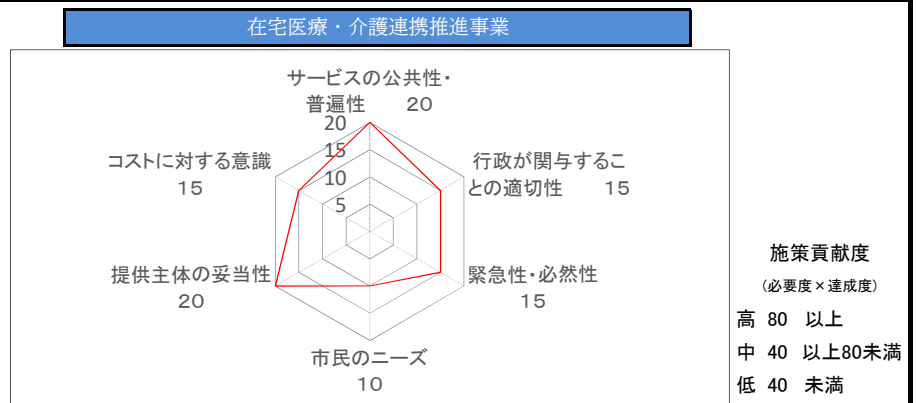 在宅医療・介護連携推進事業
サービスの公共性・
普遍性 20
20
15
10
5
コストに対する意識
15
行政が関与するこ
との適切性 15
提供主体の妥当性
20
緊急性・必然性
15
市民のニーズ
10
施策貢献度
(必要度×達成度)
高 80 以上
中 40 以上80未満
低 40 未満